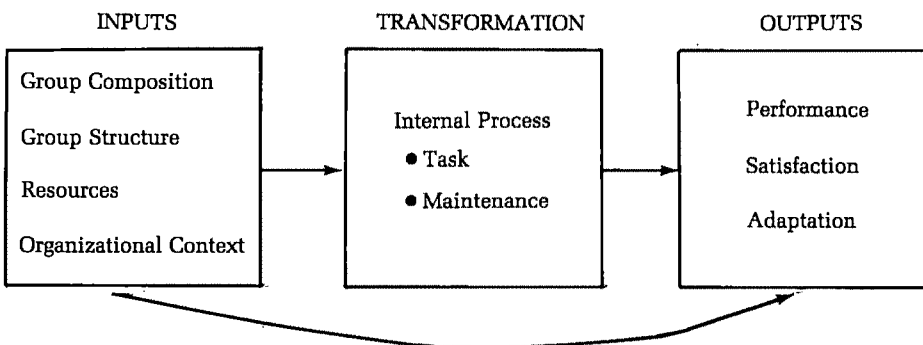 INPUTS
TRANSFORMATION
OUTPUTS
Group Composition
Group Structure
Resources
Organizational Context
Internal Process
● Task
● Maintenance
Performance
Satisfaction
Adaptation